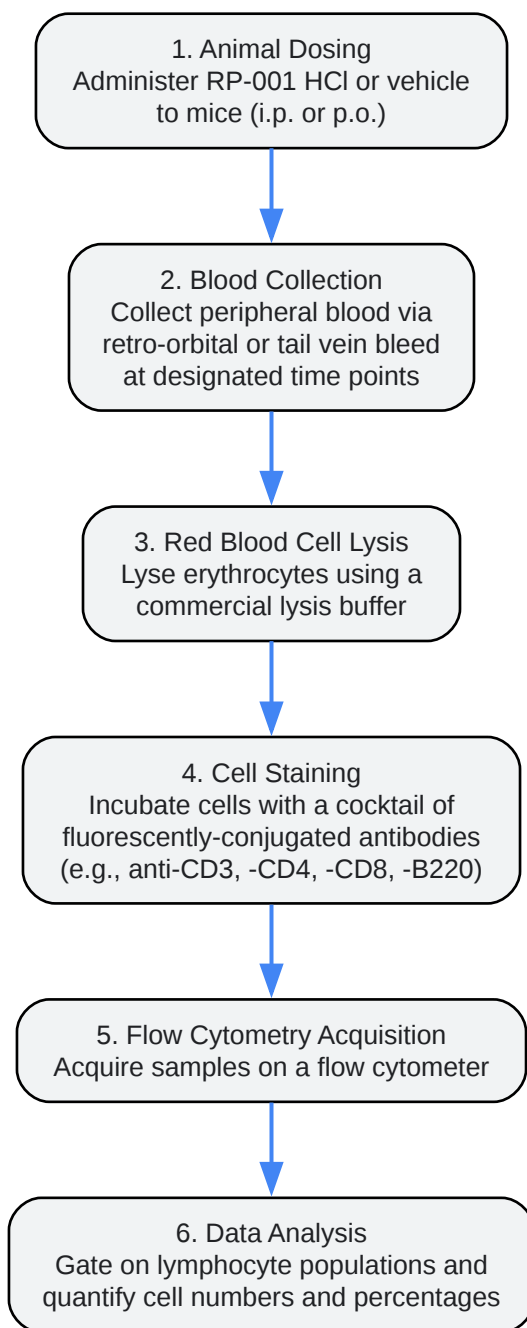 1. Animal Dosing
Administer RP-001 HCl or vehicle
to mice (i.p. or p.o.)
2. Blood Collection
Collect peripheral blood via
retro-orbital or tail vein bleed
at designated time points
3. Red Blood Cell Lysis
Lyse erythrocytes using a
commercial lysis buffer
4. Cell Staining
Incubate cells with a cocktail of
fluorescently-conjugated antibodies
(e.g., anti-CD3, -CD4, -CD8, -B220)
5. Flow Cytometry Acquisition
Acquire samples on a flow cytometer
6. Data Analysis
Gate on lymphocyte populations and
quantify cell numbers and percentages